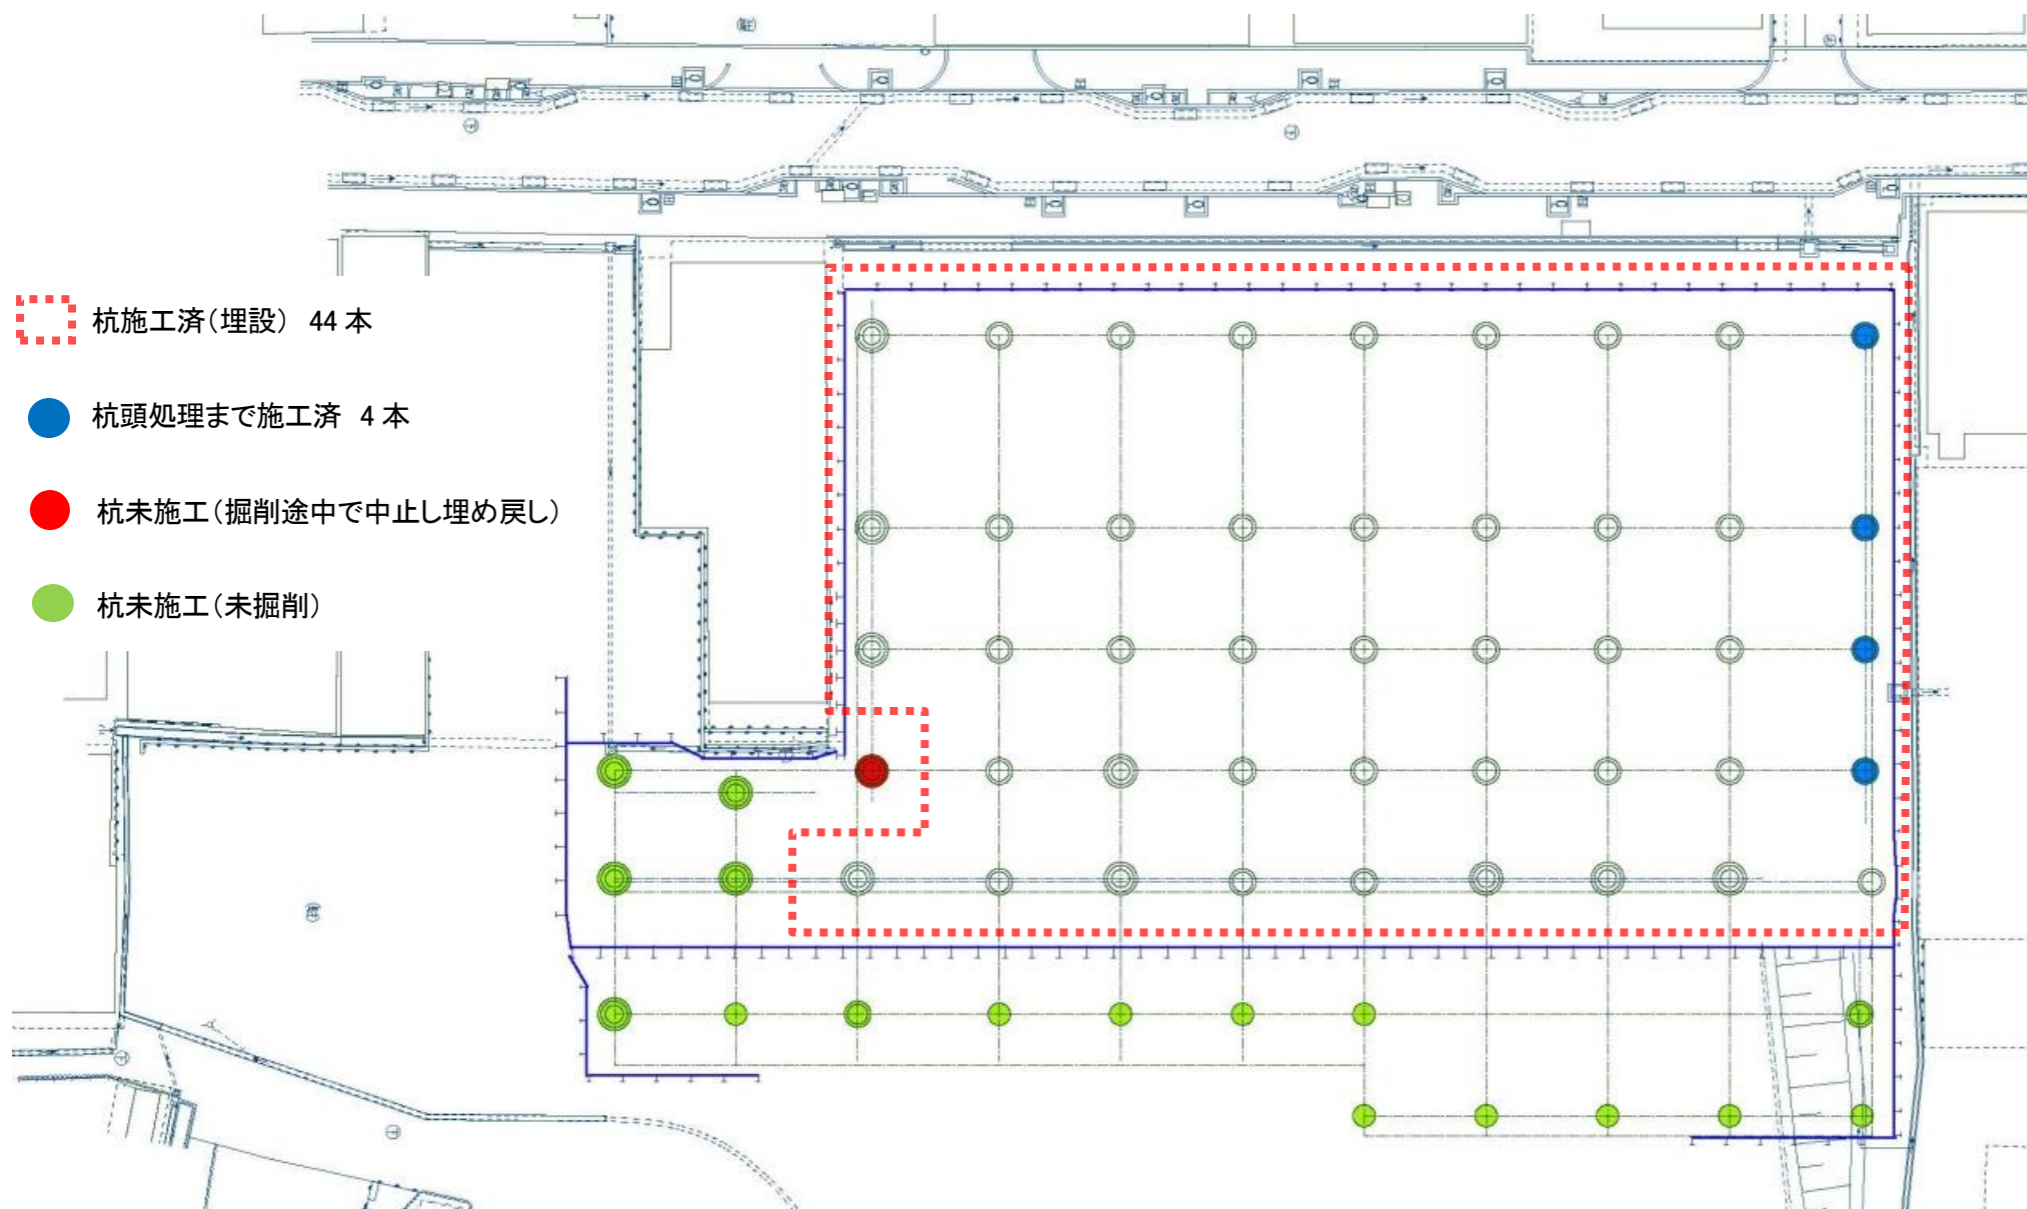 杭施工済(埋設) 44 本
杭頭処理まで施工済 4 本
杭未施工(掘削途中で中止し埋め戻し)
杭未施工(未掘削)